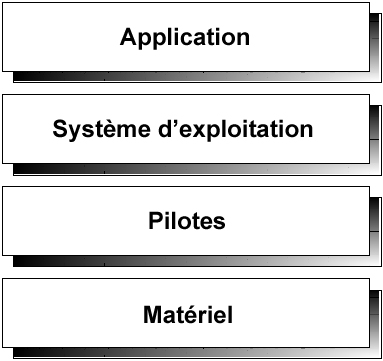 Application
Système d’exploitation
Pilotes
Matériel